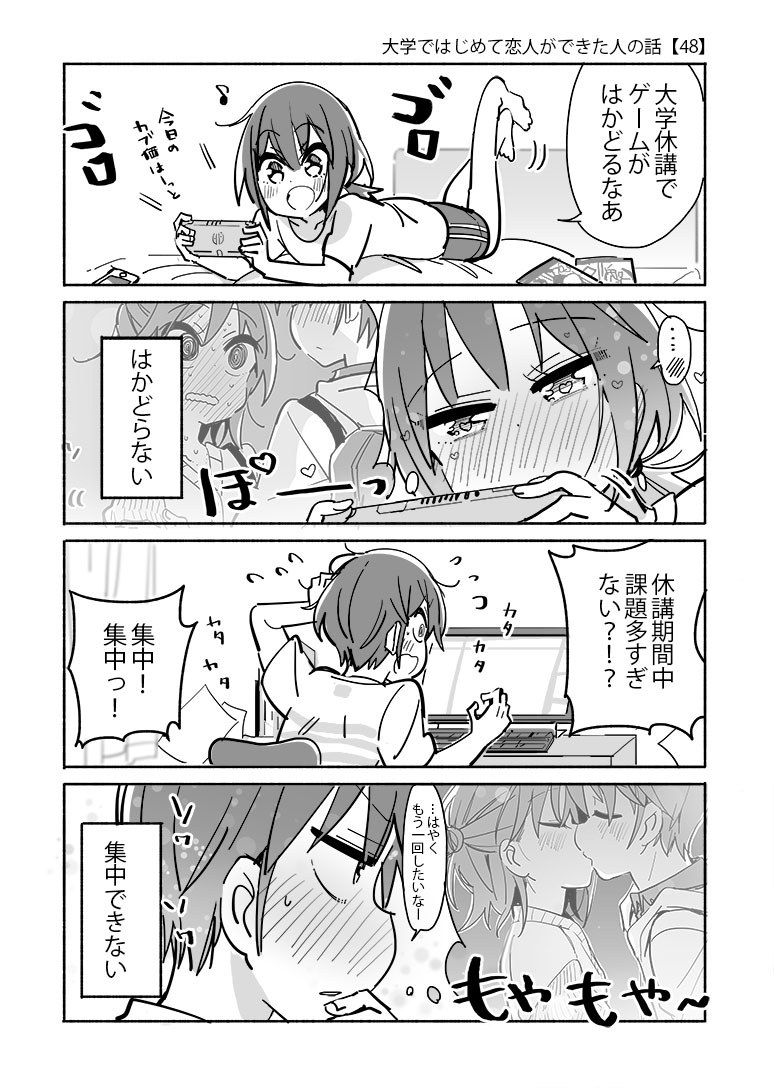 大学ではじめて恋人ができた人の話【48】
大学休講で
ゲームが
はかどるなあ
ゴロ
♪
今日の
カブ価はーっと
ゴロ
‥‥
はかどらない
ぽーっ
休講期間中
課題多すぎ
ない?!?
カタ
カタ
カタ
カタ
集中!
集中っ!
…はやく
もう一回したいなー
もやもや~
集中できない